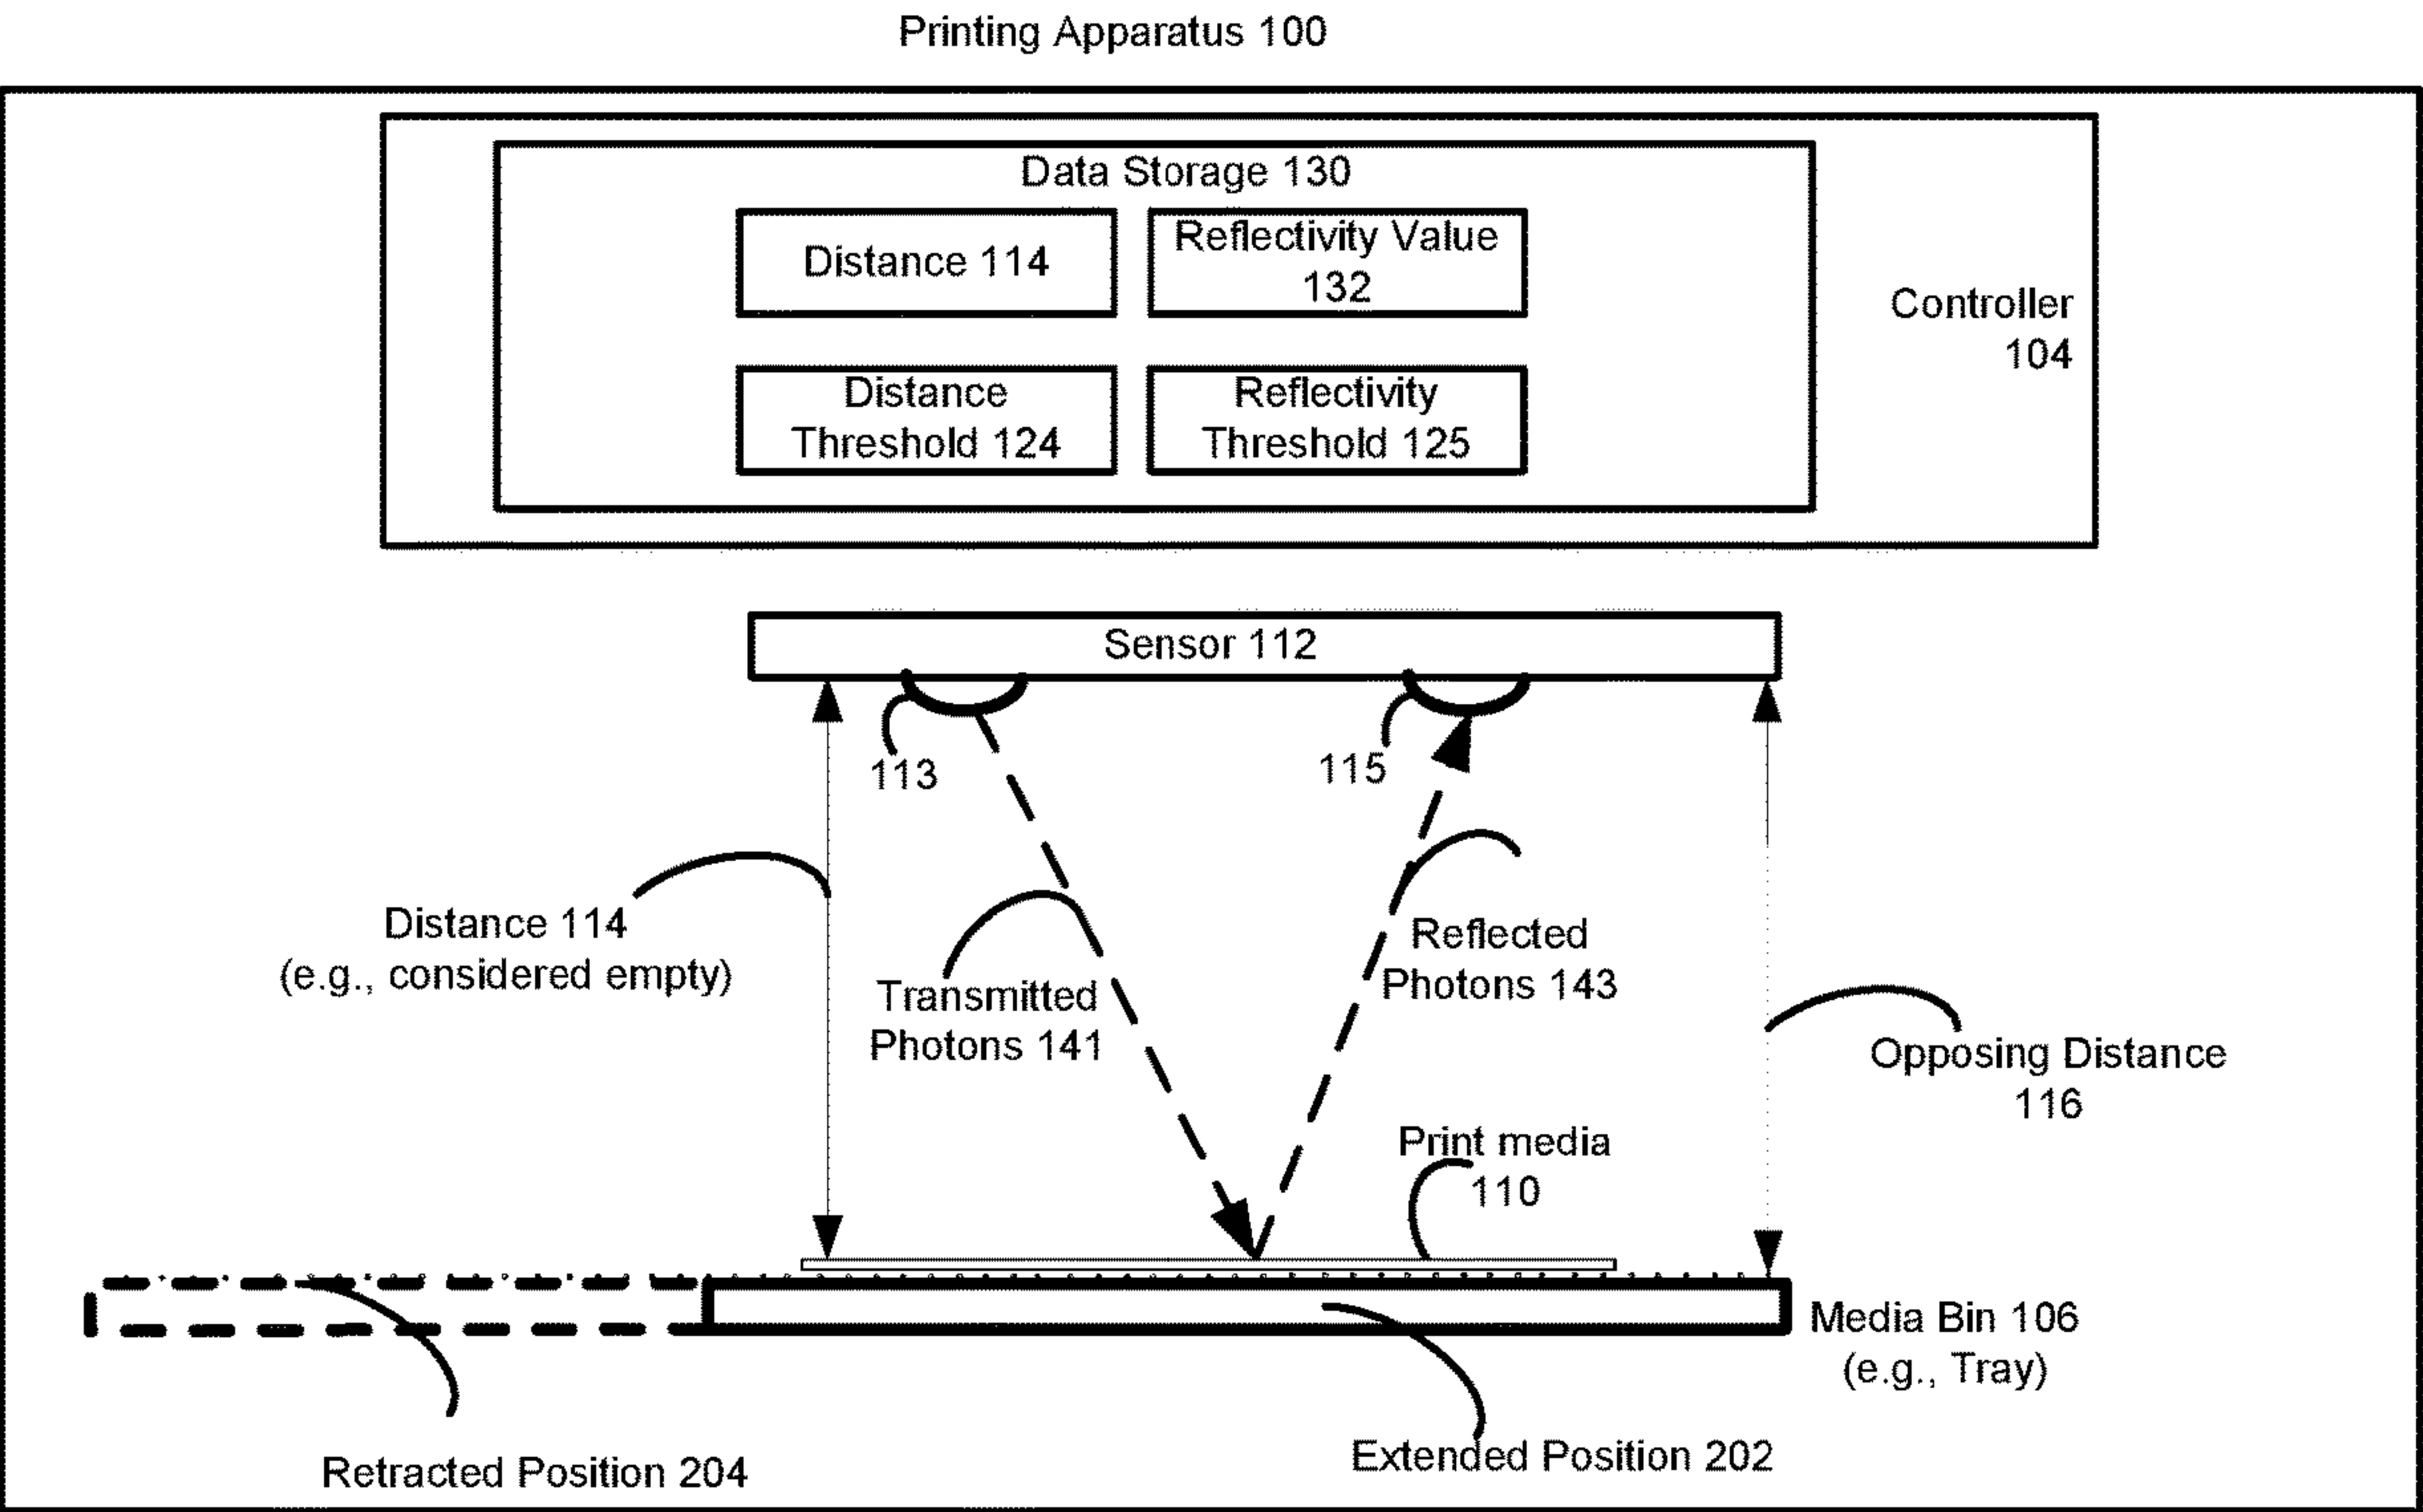 Printing Apparatus 100
Data Storage 130
Distance 114
Reflectivity Value
132
Distance
Threshold 124
Reflectivity
Threshold 125
Controller
104
Sensor 112
113
115
Distance 114
(e.g., considered empty)
Transmitted
Photons 141
Reflected
Photons 143
Opposing Distance
116
Print media
110
Media Bin 106
(e.g., Tray)
Retracted Position 204
Extended Position 202